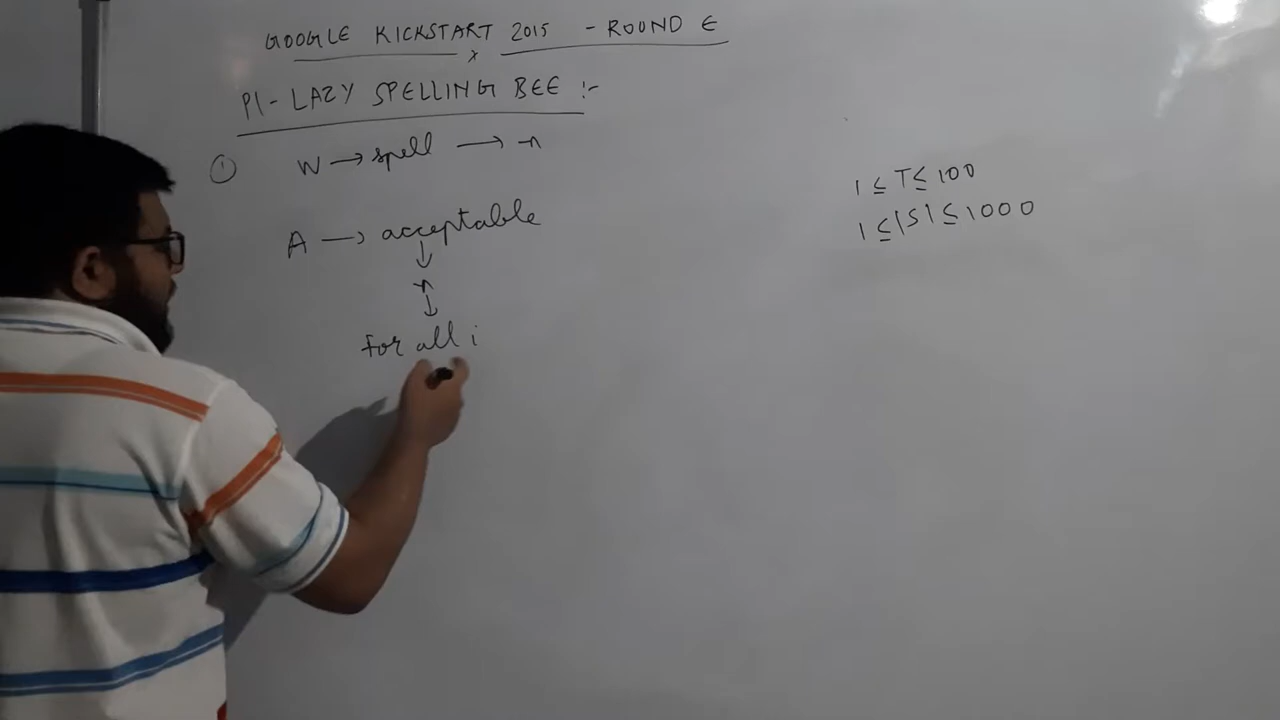 GOOGLE KICKSTART 2015 - ROUND E
x
P1 - LAZY SPELLING BEE :-
① W → spell → n
A → acceptable
↓
n
↓
for all i
1 ≤ T ≤ 100
1 ≤ |S| ≤ 1000